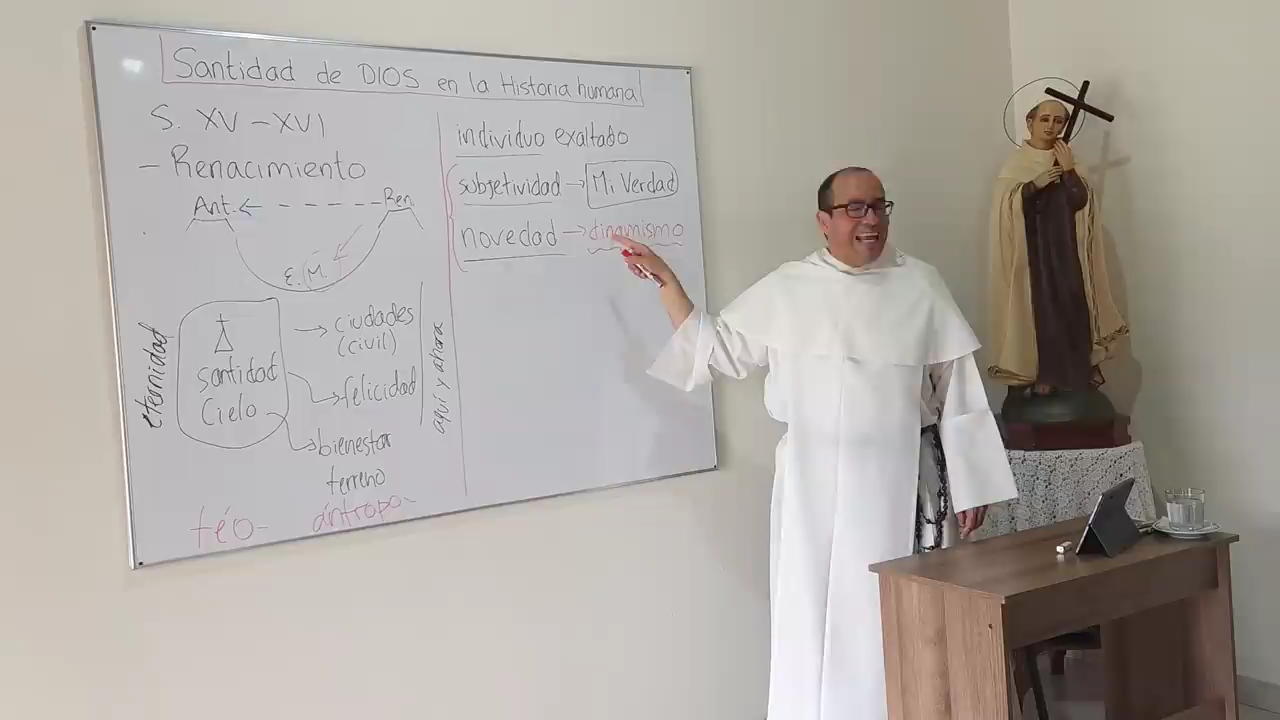 Santidad de DIOS en la Historia humana
S. XV - XVI
- Renacimiento
Ant. ← - - - - - - Ren.
E. M.
eternidad
santidad
Cielo
→ ciudades
(civil)
→ felicidad
→ bienestar
terreno
aquí y ahora
téo- ántropo-
individuo exaltado
subjetividad → Mi Verdad
novedad → dinamismo